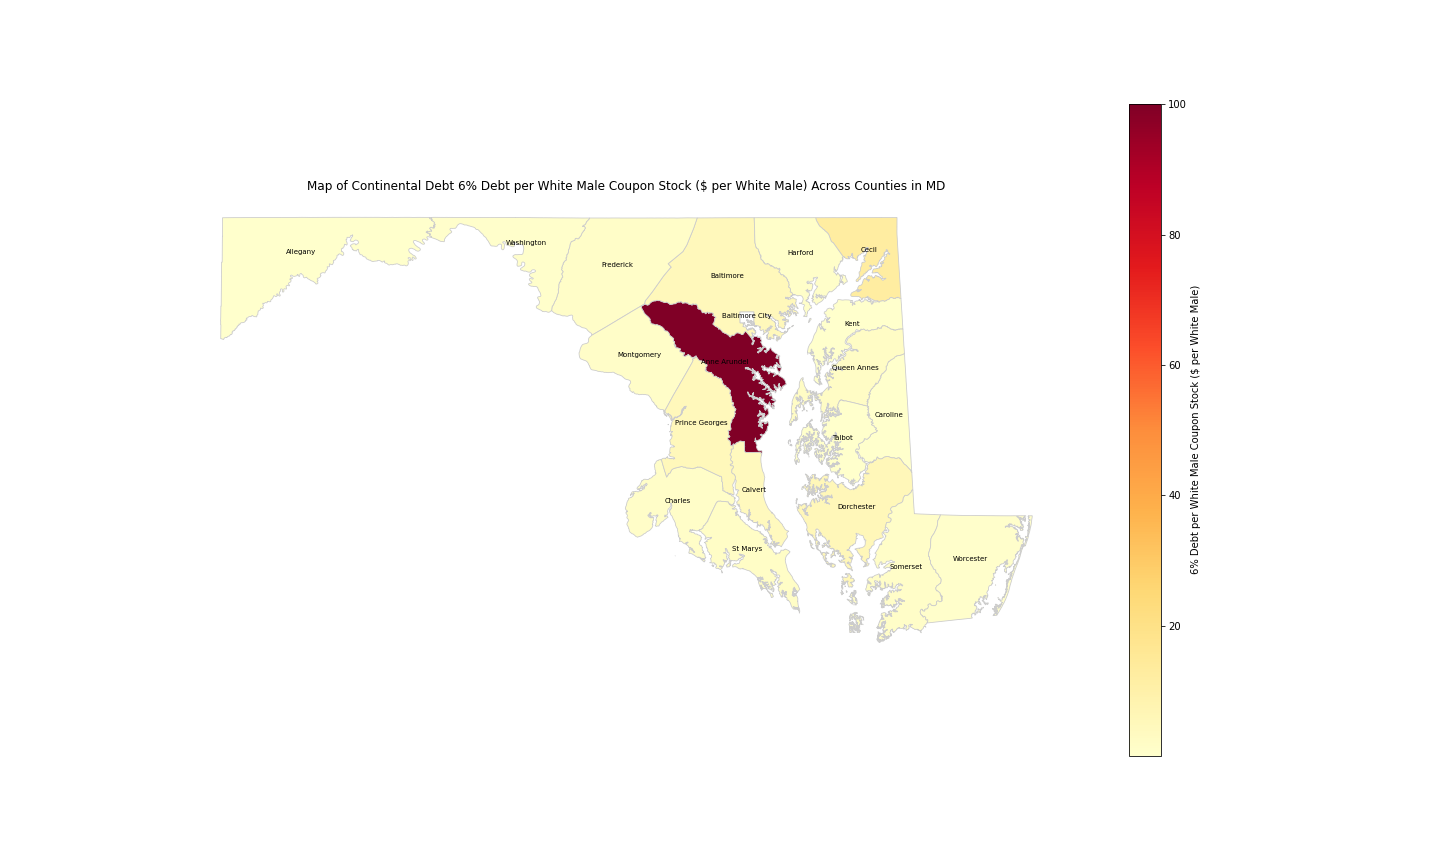 Map of Continental Debt 6% Debt per White Male Coupon Stock ($ per White Male) Across Counties in MD
Allegany
Washington
Frederick
Baltimore
Harford
Cecil
Baltimore City
Kent
Montgomery
Anne Arundel
Queen Annes
Caroline
Prince Georges
Talbot
Calvert
Charles
Dorchester
St Marys
Somerset
Worcester
100
80
60
40
20
6% Debt per White Male Coupon Stock ($ per White Male)